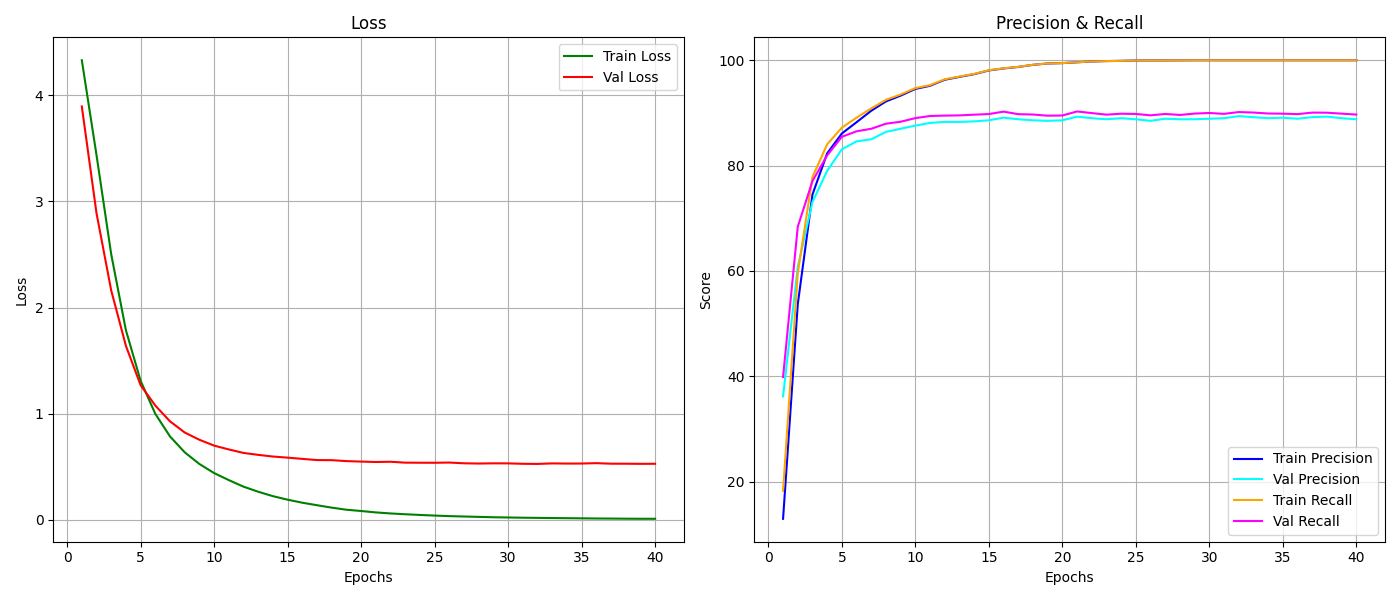 Loss
Train Loss
Val Loss
Loss
4
3
2
1
0
0 5 10 15 20 25 30 35 40
Epochs
Precision & Recall
Score
100
80
60
40
20
Train Precision
Val Precision
Train Recall
Val Recall
0 5 10 15 20 25 30 35 40
Epochs